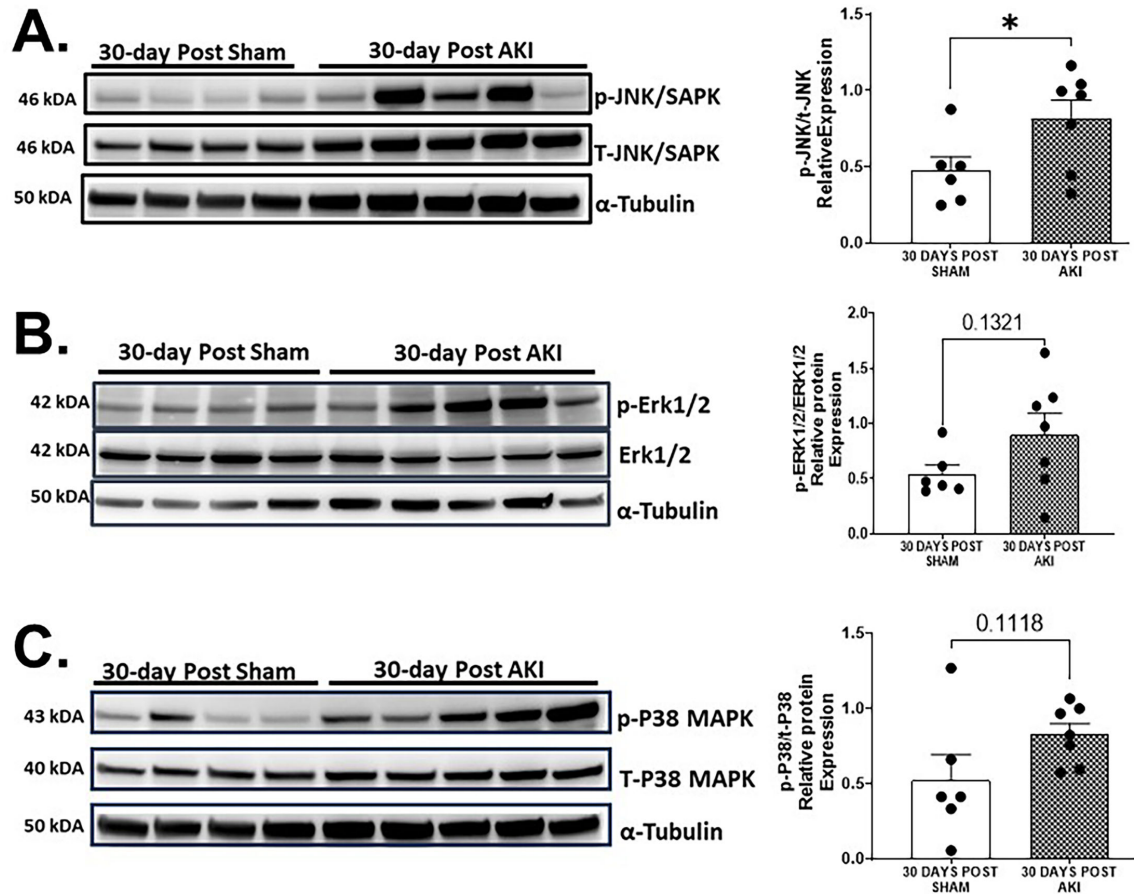 A.
30-day Post Sham
30-day Post AKI
46 kDA
p-JNK/SAPK
46 kDA
T-JNK/SAPK
50 kDA
α-Tubulin
p-JNK/t-JNK
RelativeExpression
1.5
1.0
0.5
0.0
*
30 DAYS POST
SHAM
30 DAYS POST
AKI
B.
30-day Post Sham
30-day Post AKI
42 kDA
p-Erk1/2
42 kDA
Erk1/2
50 kDA
α-Tubulin
p-ERK1/2/ERK1/2
Relative protein
Expression
2.0
1.5
1.0
0.5
0.0
0.1321
30 DAYS POST
SHAM
30 DAYS POST
AKI
C.
30-day Post Sham
30-day Post AKI
43 kDA
p-P38 MAPK
40 kDA
T-P38 MAPK
50 kDA
α-Tubulin
p-P38/t-P38
Relative protein
Expression
1.5
1.0
0.5
0.0
0.1118
30 DAYS POST
SHAM
30 DAYS POST
AKI